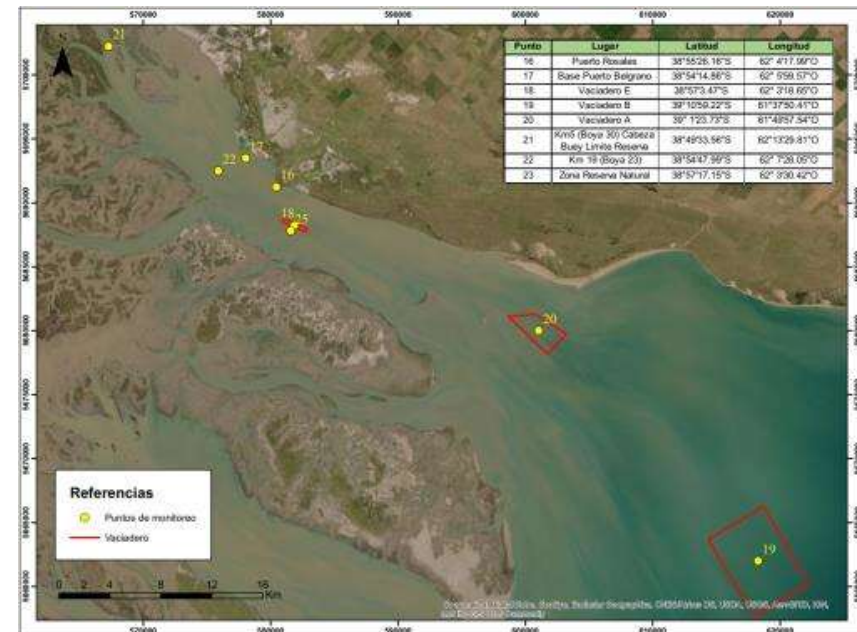 570000 580000 590000 600000 610000 620000
N
21
17
22
16
18 25
20
19
Punto Lugar Latitud Longitud
16 Puerto Rosales 38°55'26.16"S 62° 4'17.99"O
17 Base Puerto Belgrano 38°54'14.86"S 62° 5'59.57"O
18 Vaciadero E 38°57'3.47"S 62° 3'18.65"O
19 Vaciadero B 39°10'59.22"S 61°37'50.41"O
20 Vaciadero A 39° 1'23.73"S 61°48'57.54"O
21 Km5 (Boya 30) Cabeza Buey Limite Reserva 38°49'33.56"S 62°13'29.81"O
22 Km 19 (Boya 23) 38°54'47.99"S 62° 7'28.05"O
23 Zona Reserva Natural 38°57'17.15"S 62° 3'30.42"O
Referencias
Puntos de monitoreo
Vaciadero
0 2 4 8 12 16
Km
570000 580000 590000 600000 610000 620000